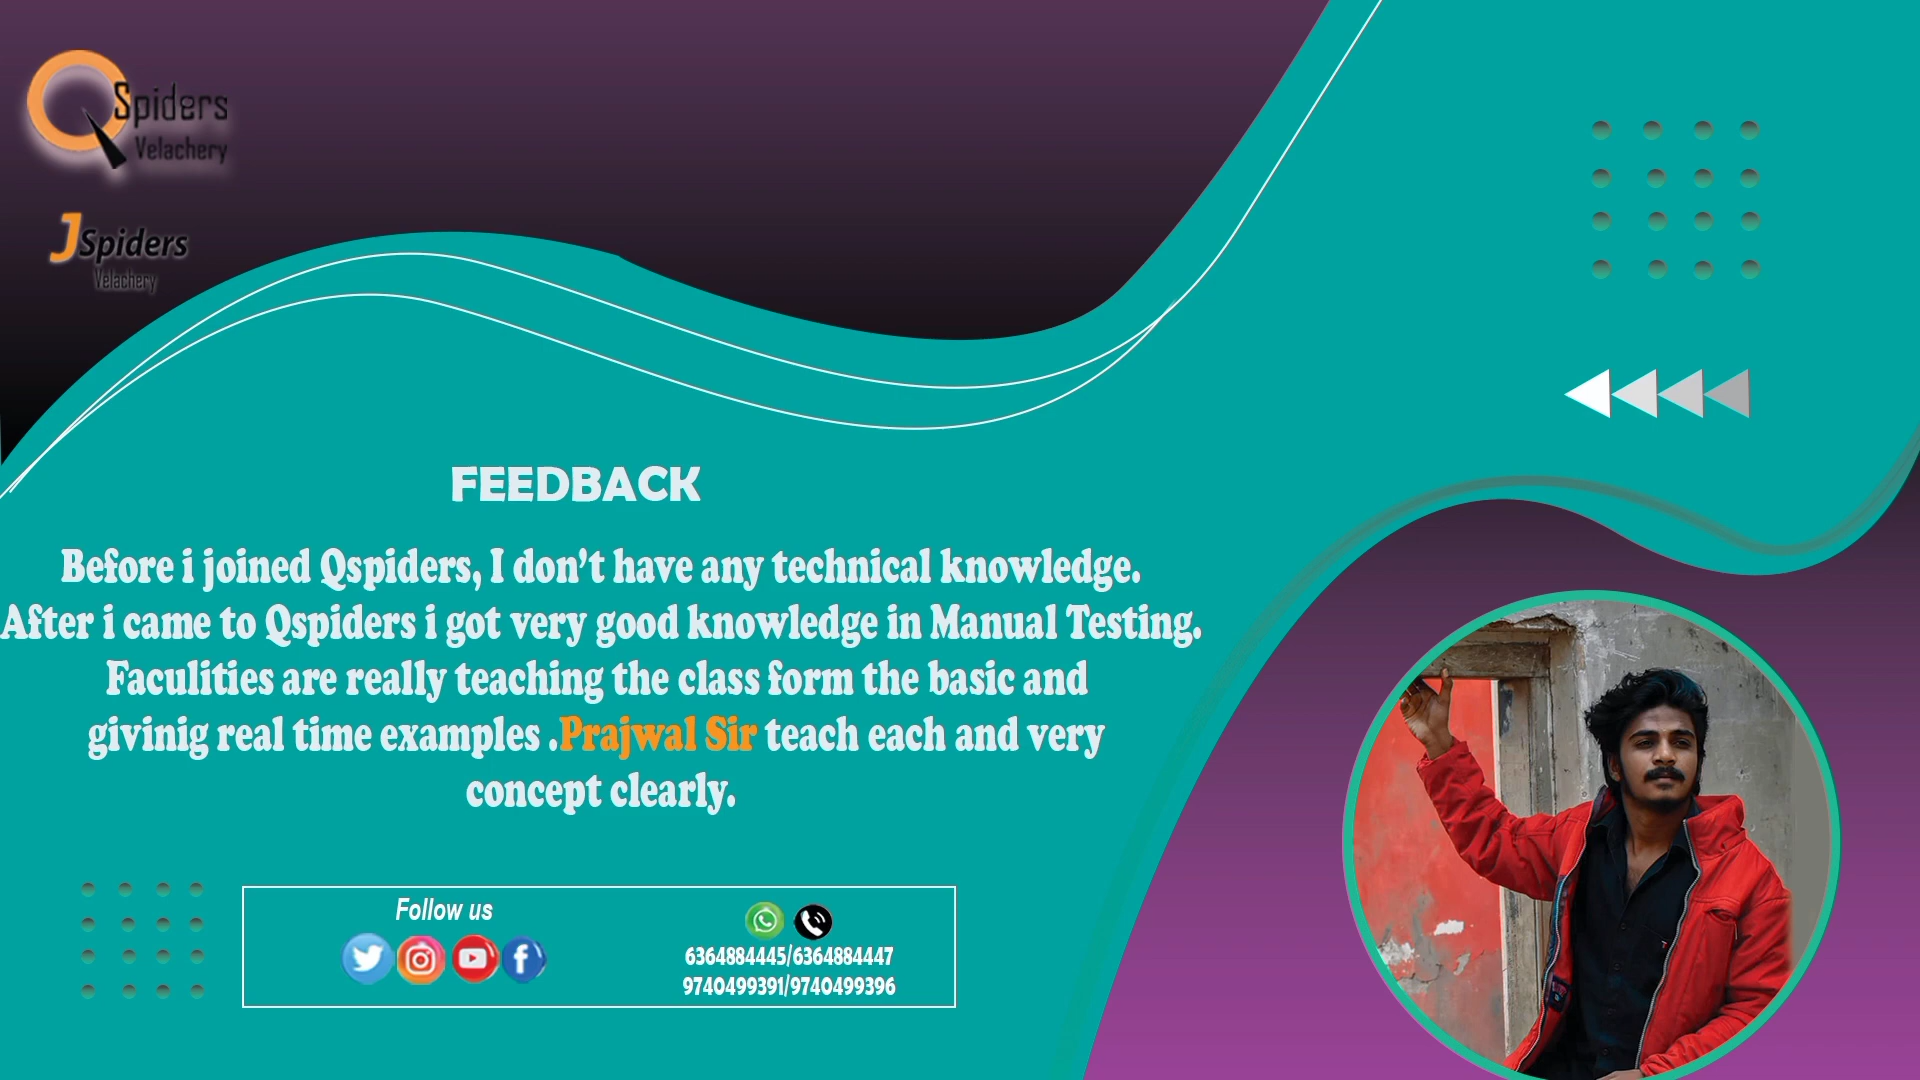 QSpiders
Velachery
JSpiders
Velachery
FEEDBACK
Before i joined Qspiders, I don't have any technical knowledge.
After i came to Qspiders i got very good knowledge in Manual Testing.
Faculities are really teaching the class form the basic and
givinig real time examples .Prajwal Sir teach each and very
concept clearly.
Follow us
6364884445/6364884447
9740499391/9740499396